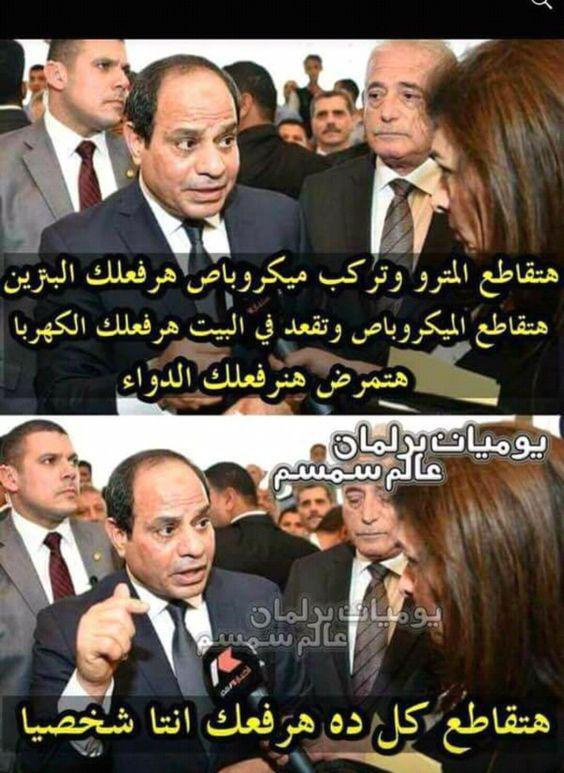 هتقاطع المترو وتركب ميكروباص هرفعلك البنزين
هتقاطع الميكروباص وتقعد في البيت هرفعلك الكهربا
هتمرض هنرفعلك الدواء
يوميات برلمان
عالم سمسم
يوميات برلمان
عالم سمسم
هتقاطع كل ده هرفعك انتا شخصيا